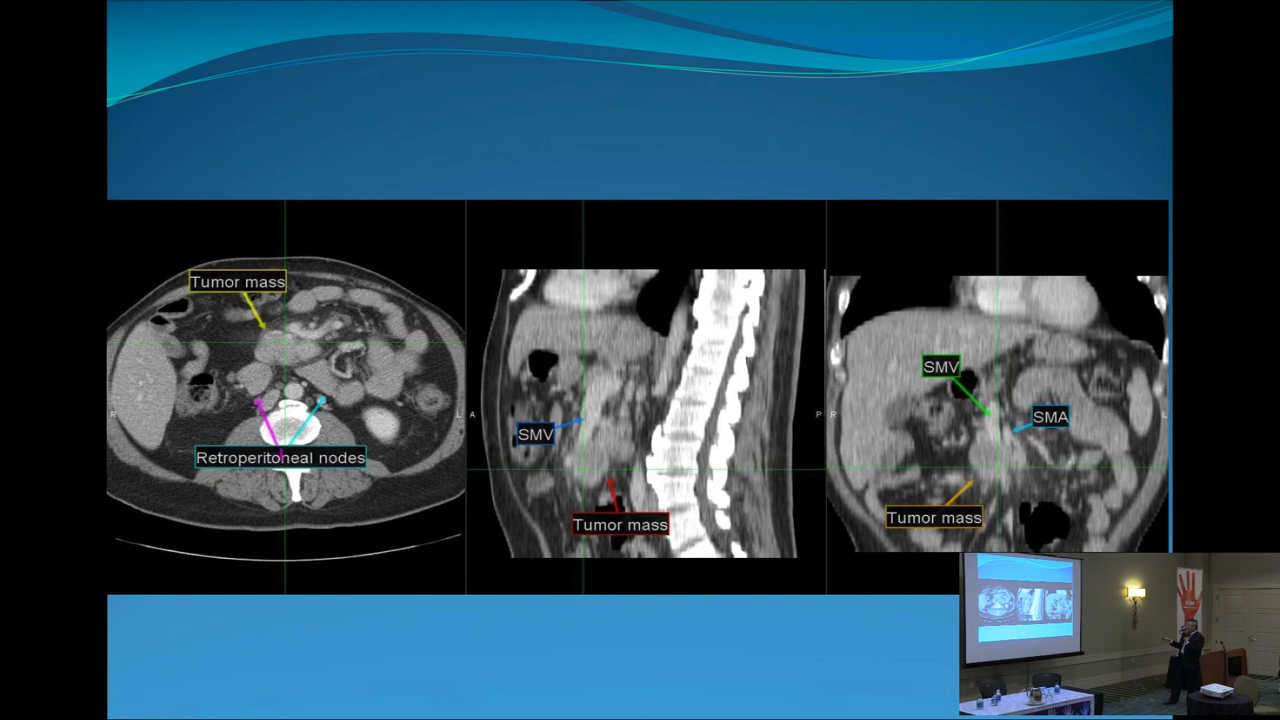 Tumor mass
Retroperitoneal nodes
R
L
A
SMV
Tumor mass
P
R
SMV
SMA
Tumor mass
L